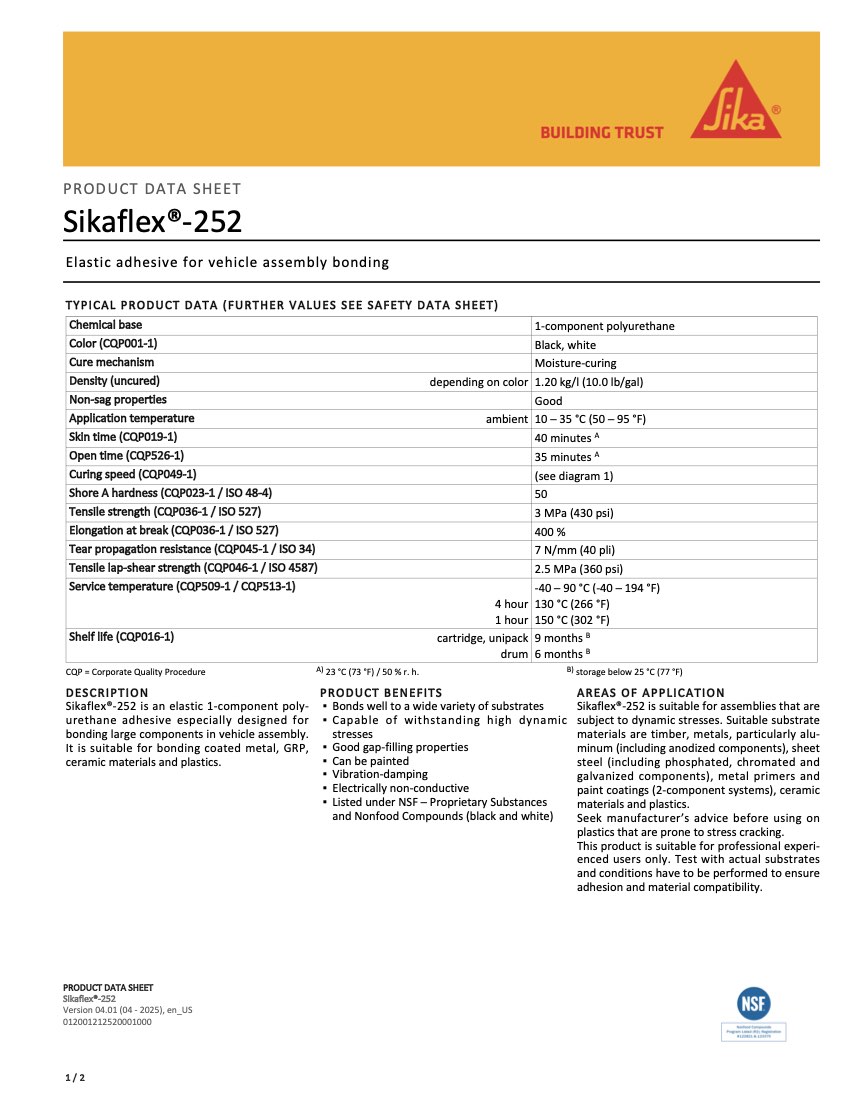 BUILDING TRUST
Sika®
PRODUCT DATA SHEET
Sikaflex®-252
Elastic adhesive for vehicle assembly bonding
TYPICAL PRODUCT DATA (FURTHER VALUES SEE SAFETY DATA SHEET)
Chemical base 1-component polyurethane
Color (CQP001-1) Black, white
Cure mechanism Moisture-curing
Density (uncured) depending on color 1.20 kg/l (10.0 lb/gal)
Non-sag properties Good
Application temperature ambient 10 – 35 °C (50 – 95 °F)
Skin time (CQP019-1) 40 minutes A
Open time (CQP526-1) 35 minutes A
Curing speed (CQP049-1) (see diagram 1)
Shore A hardness (CQP023-1 / ISO 48-4) 50
Tensile strength (CQP036-1 / ISO 527) 3 MPa (430 psi)
Elongation at break (CQP036-1 / ISO 527) 400 %
Tear propagation resistance (CQP045-1 / ISO 34) 7 N/mm (40 pli)
Tensile lap-shear strength (CQP046-1 / ISO 4587) 2.5 MPa (360 psi)
Service temperature (CQP509-1 / CQP513-1) -40 – 90 °C (-40 – 194 °F)
4 hour 130 °C (266 °F)
1 hour 150 °C (302 °F)
Shelf life (CQP016-1) cartridge, unipack 9 months B
drum 6 months B
CQP = Corporate Quality Procedure A) 23 °C (73 °F) / 50 % r. h. B) storage below 25 °C (77 °F)
DESCRIPTION
Sikaflex®-252 is an elastic 1-component poly-
urethane adhesive especially designed for
bonding large components in vehicle assembly.
It is suitable for bonding coated metal, GRP,
ceramic materials and plastics.
PRODUCT BENEFITS
▪ Bonds well to a wide variety of substrates
▪ Capable of withstanding high dynamic
stresses
▪ Good gap-filling properties
▪ Can be painted
▪ Vibration-damping
▪ Electrically non-conductive
▪ Listed under NSF – Proprietary Substances
and Nonfood Compounds (black and white)
AREAS OF APPLICATION
Sikaflex®-252 is suitable for assemblies that are
subject to dynamic stresses. Suitable substrate
materials are timber, metals, particularly alu-
minum (including anodized components), sheet
steel (including phosphated, chromated and
galvanized components), metal primers and
paint coatings (2-component systems), ceramic
materials and plastics.
Seek manufacturer's advice before using on
plastics that are prone to stress cracking.
This product is suitable for professional experi-
enced users only. Test with actual substrates
and conditions have to be performed to ensure
adhesion and material compatibility.
PRODUCT DATA SHEET
Sikaflex®-252
Version 04.01 (04 - 2025), en_US
012001212520001000
NSF
Nonfood Compounds
1 / 2